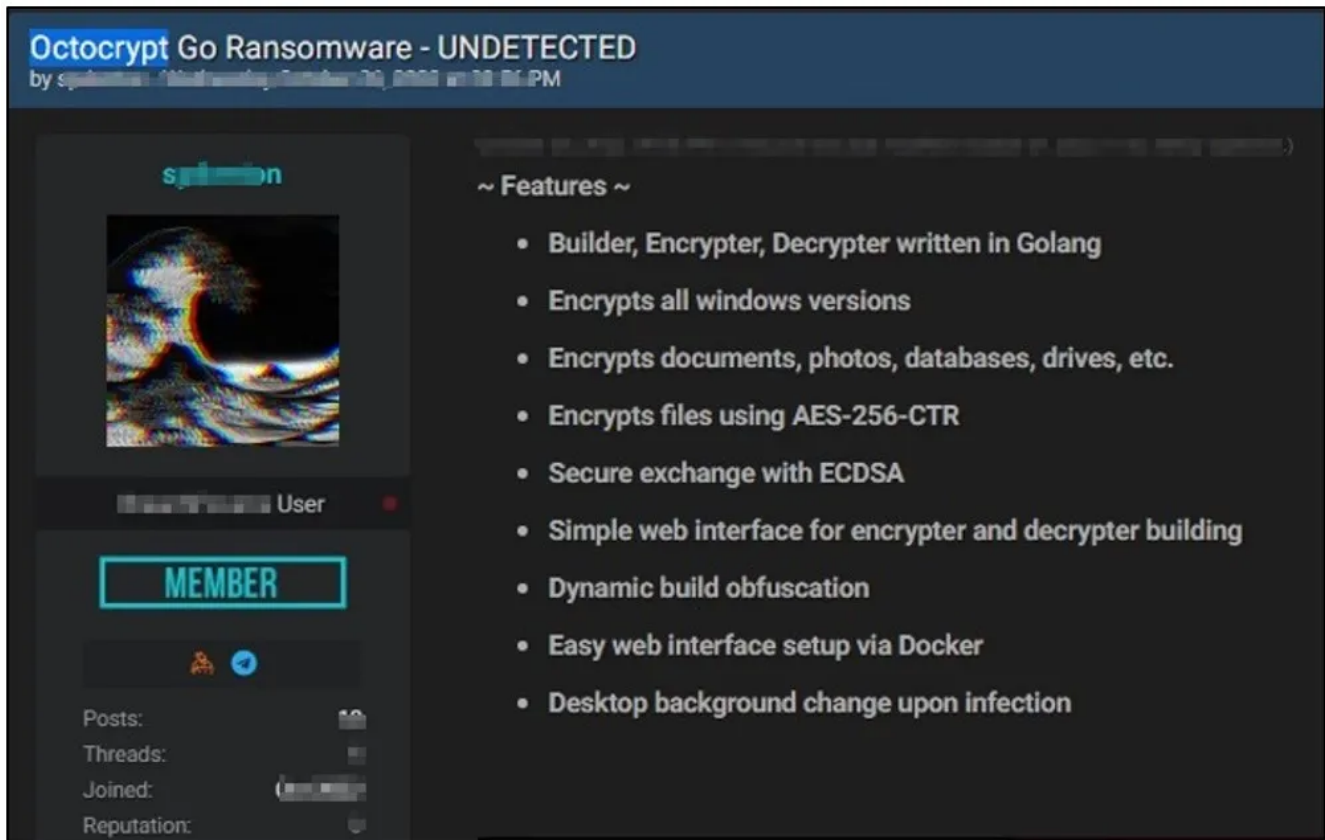 Octocrypt Go Ransomware - UNDETECTED
by PM
~ Features ~
• Builder, Encrypter, Decrypter written in Golang
• Encrypts all windows versions
• Encrypts documents, photos, databases, drives, etc.
• Encrypts files using AES-256-CTR
• Secure exchange with ECDSA
• Simple web interface for encrypter and decrypter building
• Dynamic build obfuscation
• Easy web interface setup via Docker
• Desktop background change upon infection
User
MEMBER
Posts:
Threads:
Joined:
Reputation: